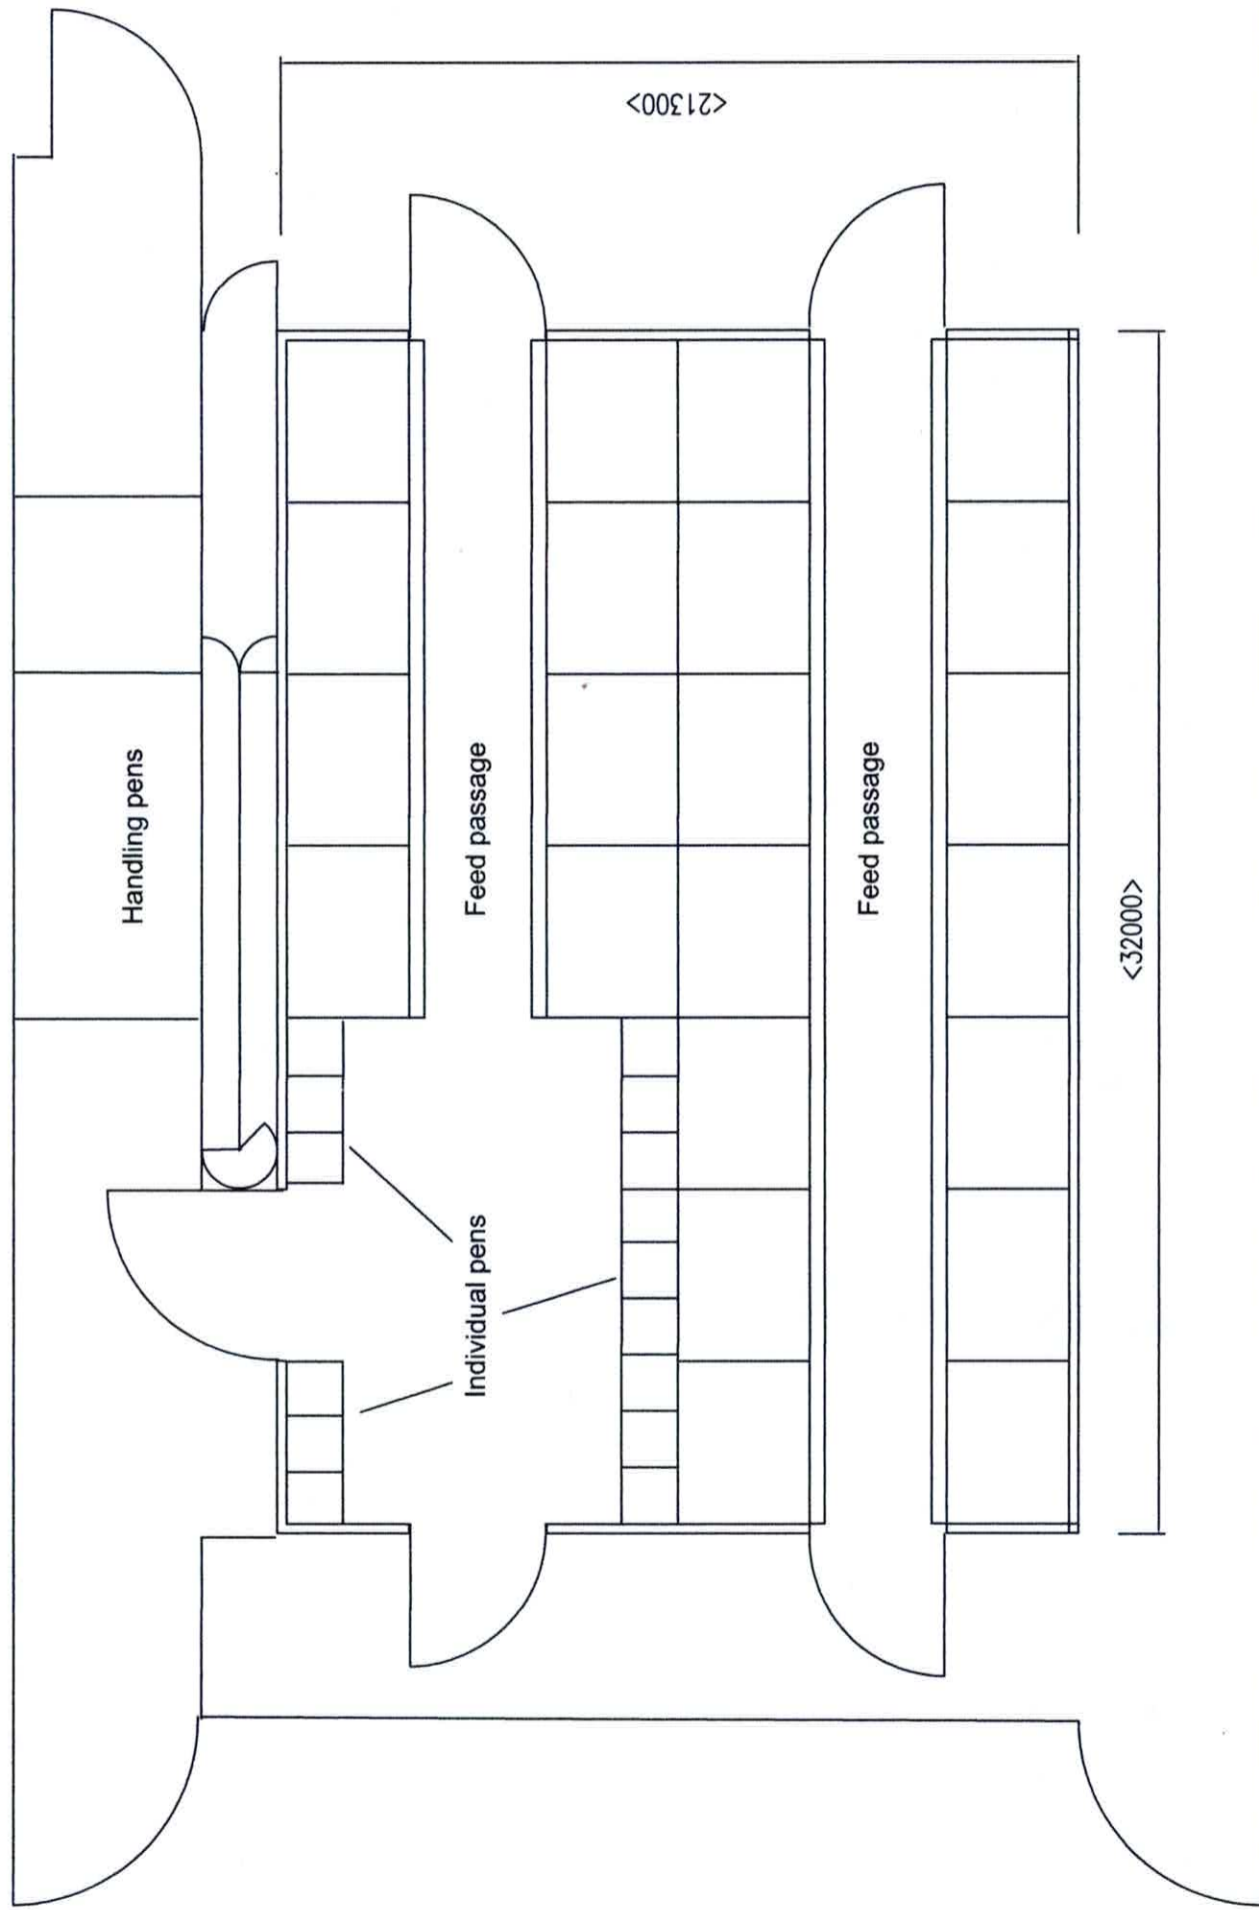 Handling pens
Feed passage
Individual pens
Feed passage
<21300>
<32000>